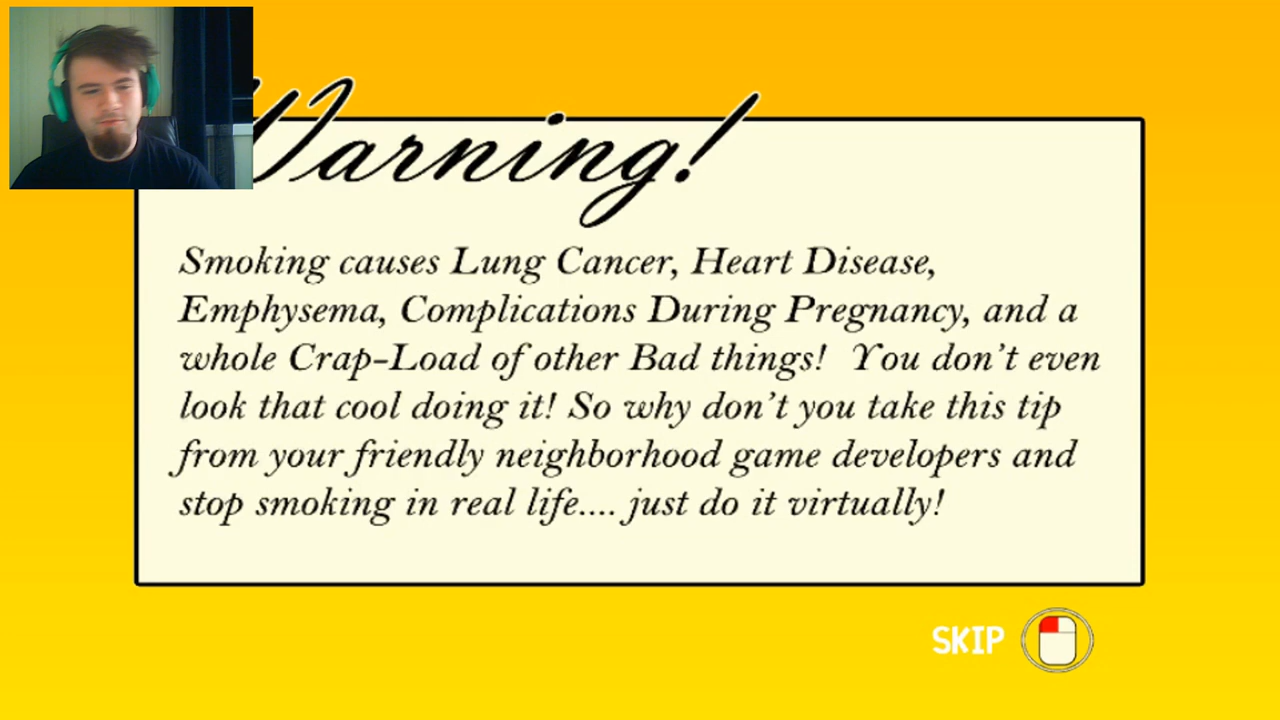 Warning!
Smoking causes Lung Cancer, Heart Disease,
Emphysema, Complications During Pregnancy, and a
whole Crap-Load of other Bad things! You don't even
look that cool doing it! So why don't you take this tip
from your friendly neighborhood game developers and
stop smoking in real life.... just do it virtually!
SKIP